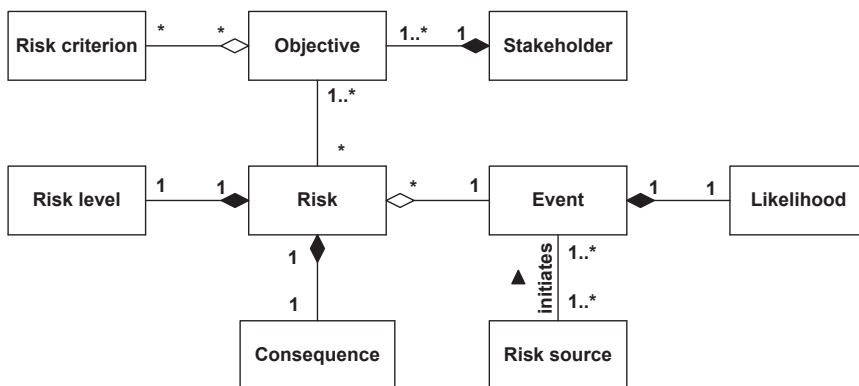 Risk criterion
*
*
Objective
1..*
1
Stakeholder
1..*
*
Risk level
1
1
Risk
*
1
Event
1
1
Likelihood
1
1
initiates
1..*
1..*
Consequence
Risk source